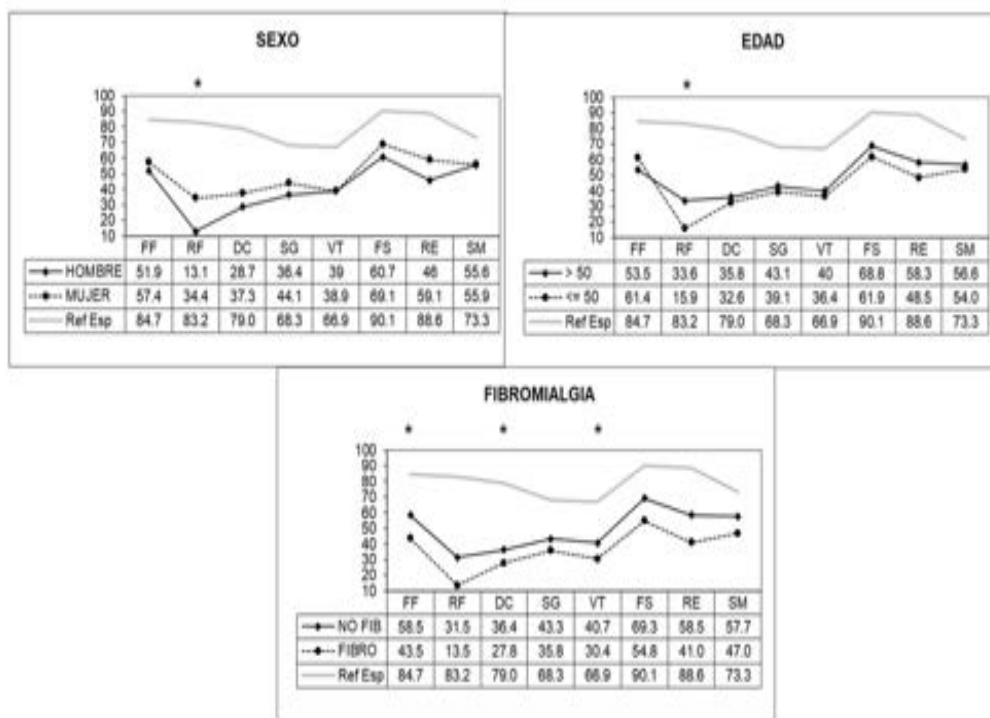 SEXO
*
100
90
80
70
60
50
40
30
20
10
FF RF DC SG VT FS RE SM
HOMBRE 51.9 13.1 28.7 36.4 39 60.7 46 55.6
MUJER 57.4 34.4 37.3 44.1 38.9 69.1 59.1 55.9
Ref Esp 84.7 83.2 79.0 68.3 66.9 90.1 88.6 73.3
EDAD
*
100
90
80
70
60
50
40
30
20
10
FF RF DC SG VT FS RE SM
> 50 53.5 33.6 35.8 43.1 40 68.8 58.3 56.6
<= 50 61.4 15.9 32.6 39.1 36.4 61.9 48.5 54.0
Ref Esp 84.7 83.2 79.0 68.3 66.9 90.1 88.6 73.3
FIBROMIALGIA
* * *
100
90
80
70
60
50
40
30
20
10
FF RF DC SG VT FS RE SM
NO FIB 58.5 31.5 36.4 43.3 40.7 69.3 58.5 57.7
FIBRO 43.5 13.5 27.8 35.8 30.4 54.8 41.0 47.0
Ref Esp 84.7 83.2 79.0 68.3 66.9 90.1 88.6 73.3